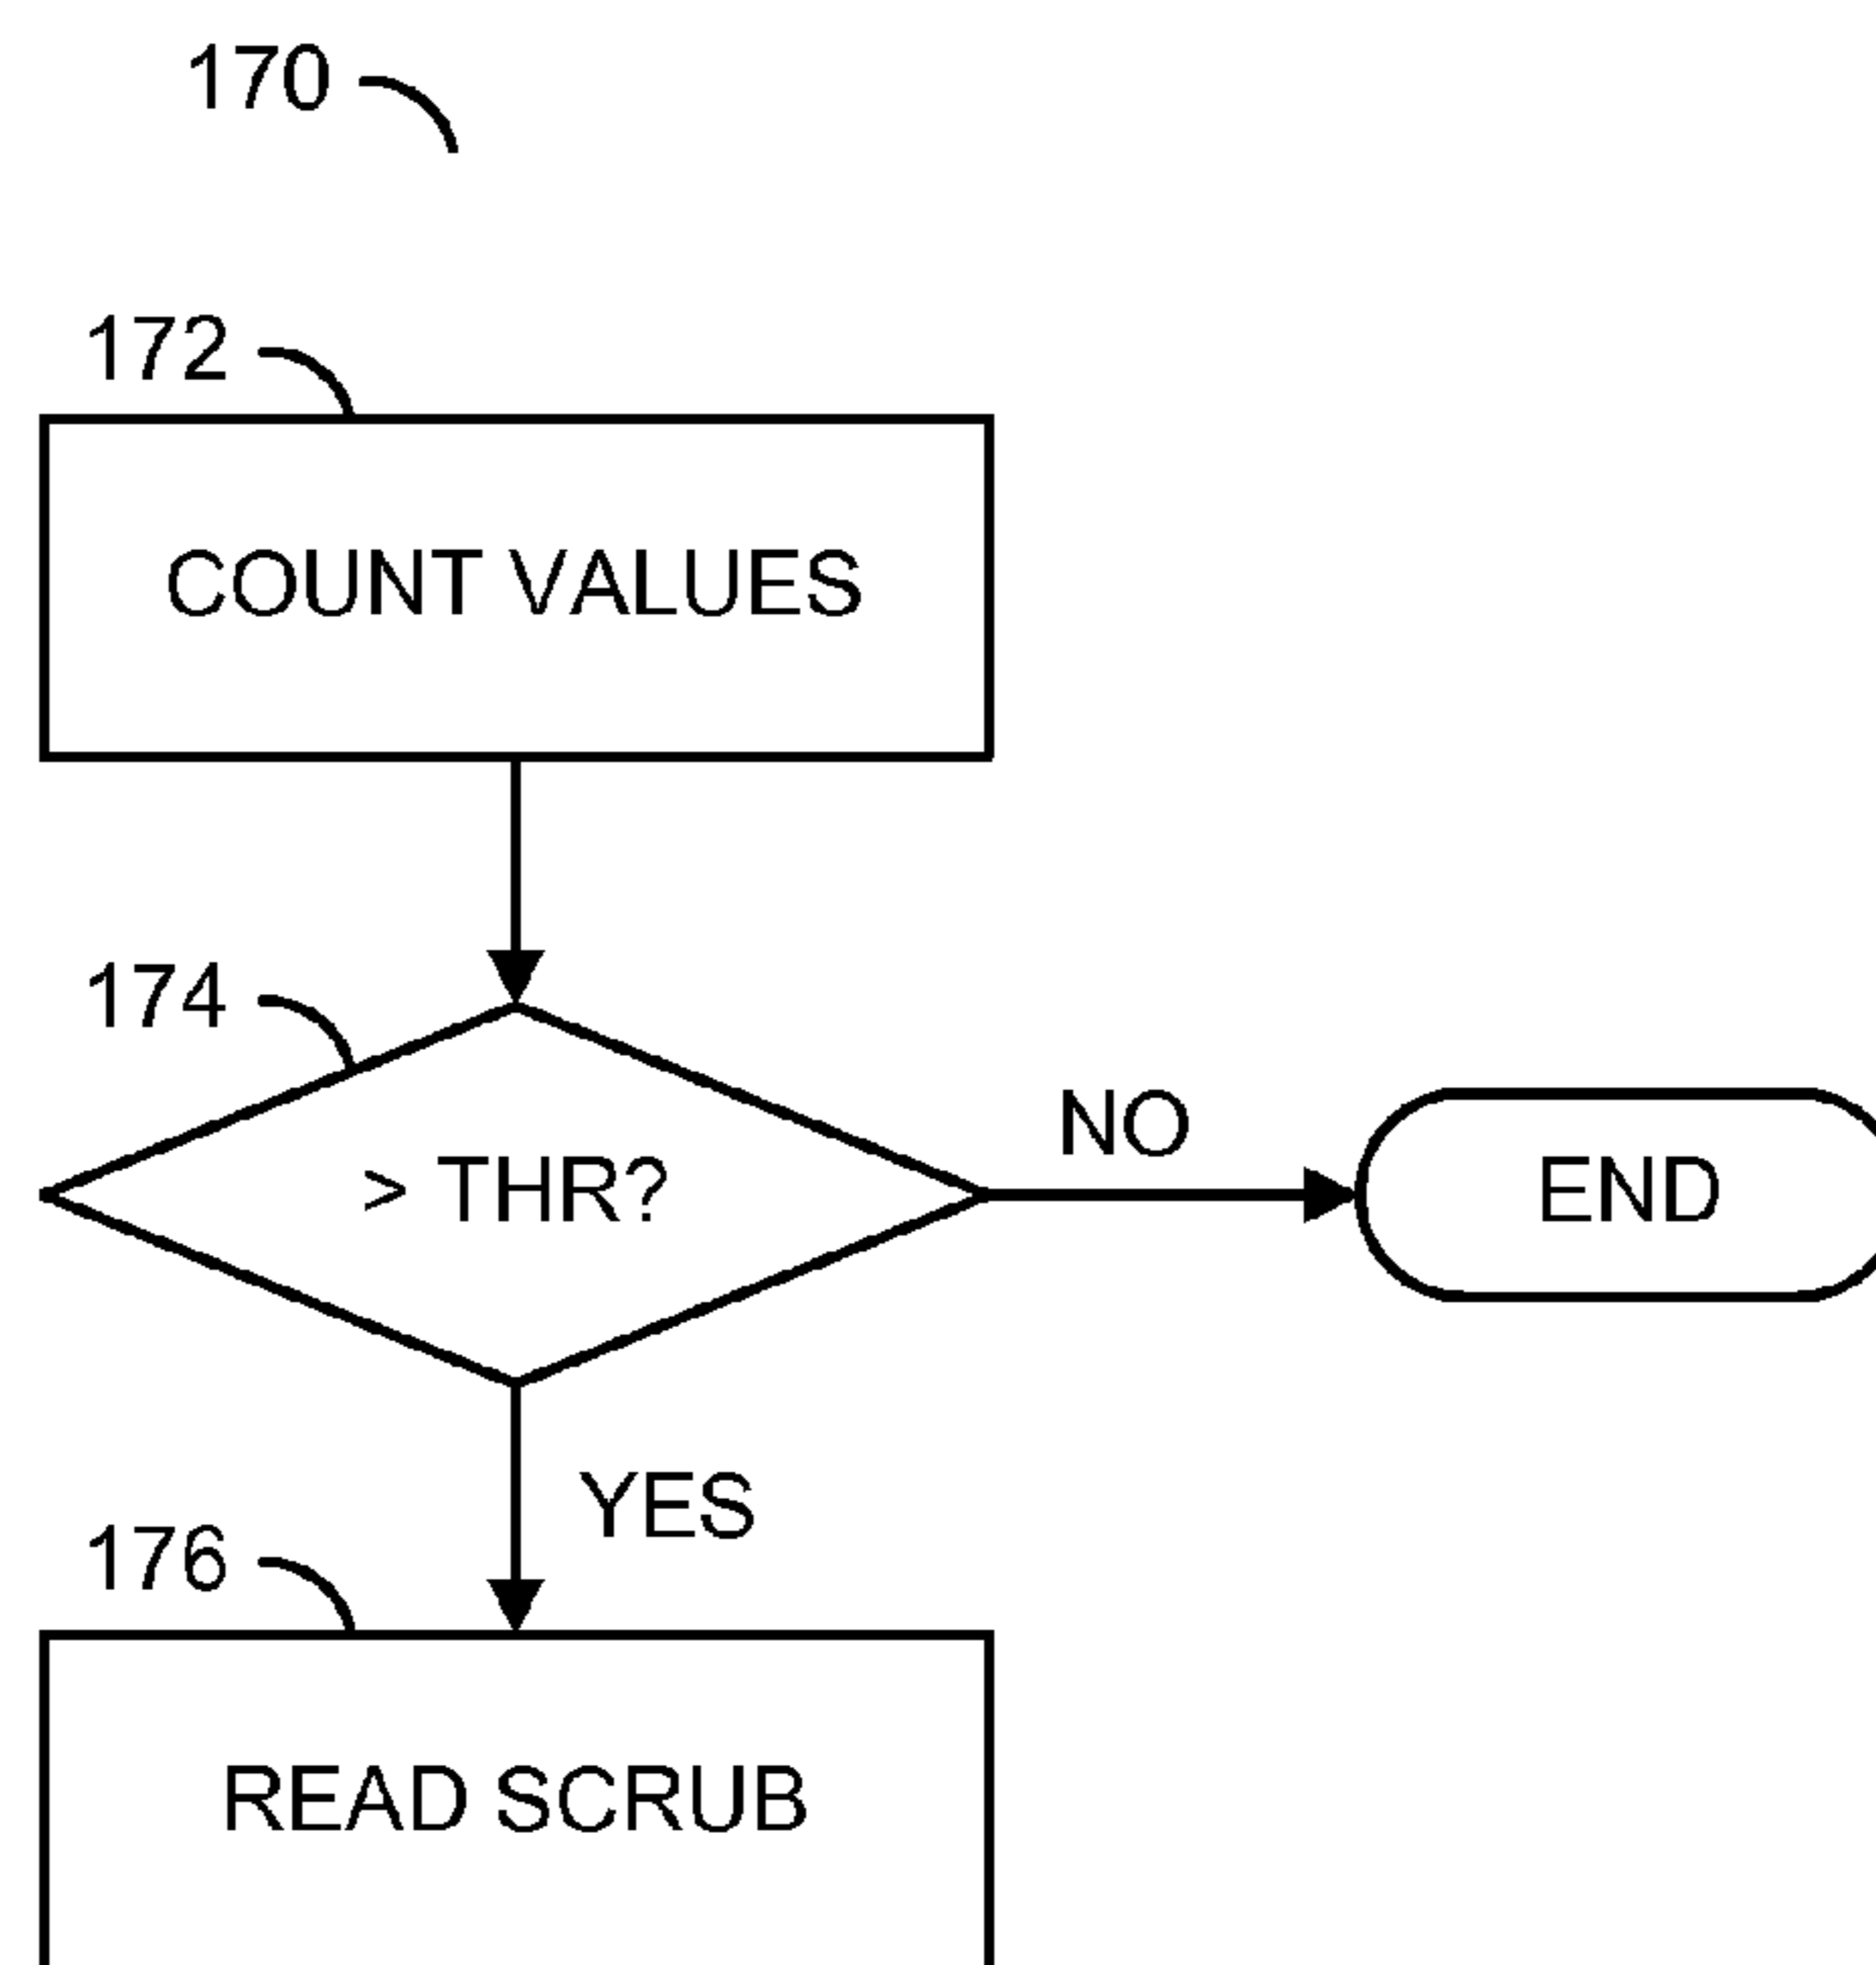 170
172
COUNT VALUES
174
> THR?
NO
END
YES
176
READ SCRUB